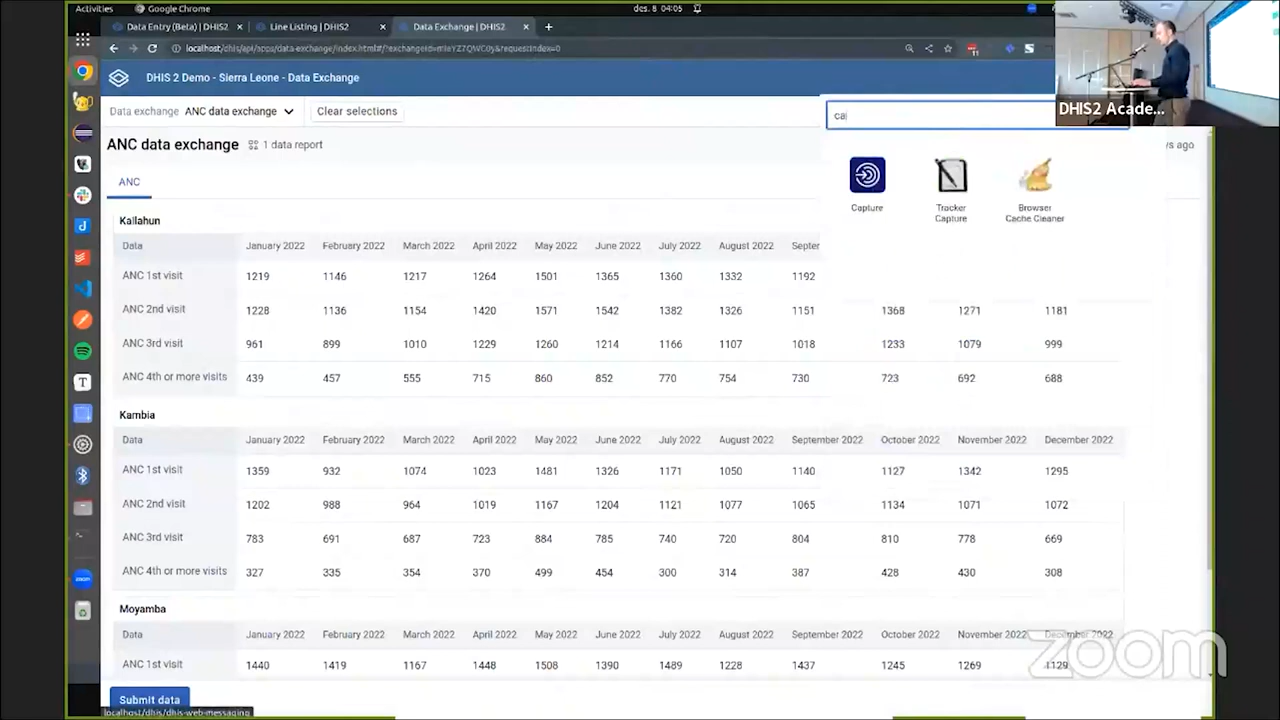 Activities Google Chrome des. 8 04:05
Data Entry (Beta) | DHIS2 Line Listing | DHIS2 Data Exchange | DHIS2
DHIS 2 Demo - Sierra Leone - Data Exchange
DHIS2 Acade...
Data exchange ANC data exchange Clear selections ca
ANC data exchange 1 data report ago
ANC
Capture Tracker Capture Browser Cache Cleaner
Kailahun
Data January 2022 February 2022 March 2022 April 2022 May 2022 June 2022 July 2022 August 2022 Septe
ANC 1st visit 1219 1146 1217 1264 1501 1365 1360 1332 1192
ANC 2nd visit 1228 1136 1154 1420 1571 1542 1382 1326 1151 1368 1271 1181
ANC 3rd visit 961 899 1010 1229 1260 1214 1166 1107 1018 1233 1079 999
ANC 4th or more visits 439 457 555 715 860 852 770 754 730 723 692 688
Kambia
Data January 2022 February 2022 March 2022 April 2022 May 2022 June 2022 July 2022 August 2022 September 2022 October 2022 November 2022 December 2022
ANC 1st visit 1359 932 1074 1023 1481 1326 1171 1050 1140 1127 1342 1295
ANC 2nd visit 1202 988 964 1019 1167 1204 1121 1077 1065 1134 1071 1072
ANC 3rd visit 783 691 687 723 884 785 740 720 804 810 778 669
ANC 4th or more visits 327 335 354 370 499 454 300 314 387 428 430 308
Moyamba
Data January 2022 February 2022 March 2022 April 2022 May 2022 June 2022 July 2022 August 2022 September 2022 October 2022 November 2022 December 2022
ANC 1st visit 1440 1419 1167 1448 1508 1390 1489 1228 1437 1245 1269 1129
zoom
Submit data
localhost/dhis/dhis-web-messaging